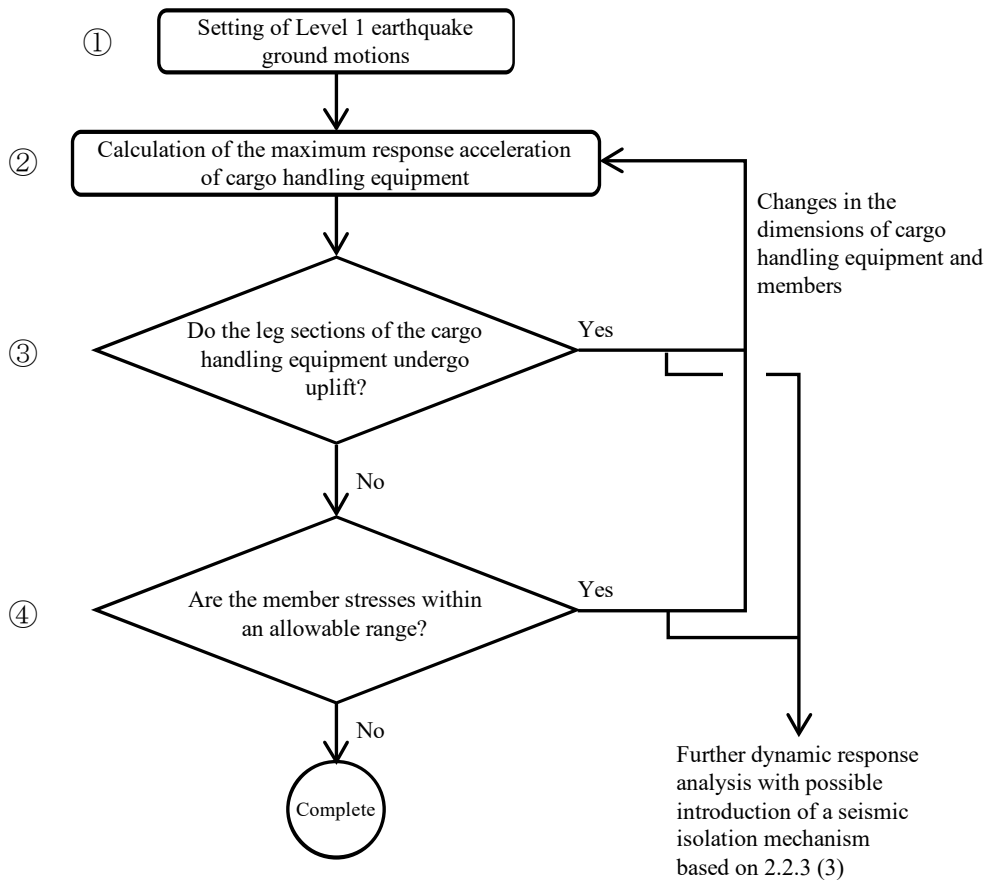 ①
Setting of Level 1 earthquake
ground motions
②
Calculation of the maximum response acceleration
of cargo handling equipment
Changes in the
dimensions of cargo
handling equipment and
members
③
Do the leg sections of the cargo
handling equipment undergo
uplift?
Yes
No
④
Are the member stresses within
an allowable range?
Yes
No
Complete
Further dynamic response
analysis with possible
introduction of a seismic
isolation mechanism
based on 2.2.3 (3)